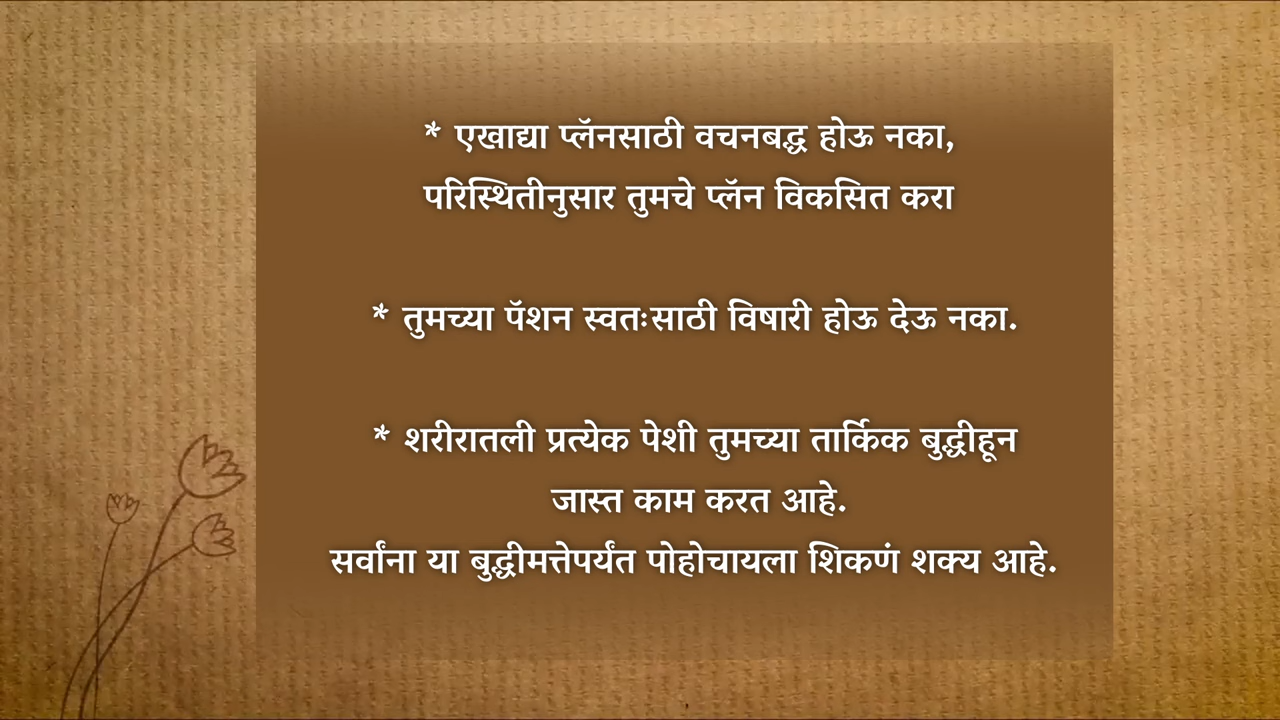 * एखाद्या प्लॅनसाठी वचनबद्ध होऊ नका,
परिस्थितीनुसार तुमचे प्लॅन विकसित करा
* तुमच्या पॅशन स्वतःसाठी विषारी होऊ देऊ नका.
* शरीरातली प्रत्येक पेशी तुमच्या तार्किक बुद्धीहून
जास्त काम करत आहे.
सर्वांना या बुद्धीमत्तेपर्यंत पोहोचायला शिकणं शक्य आहे.